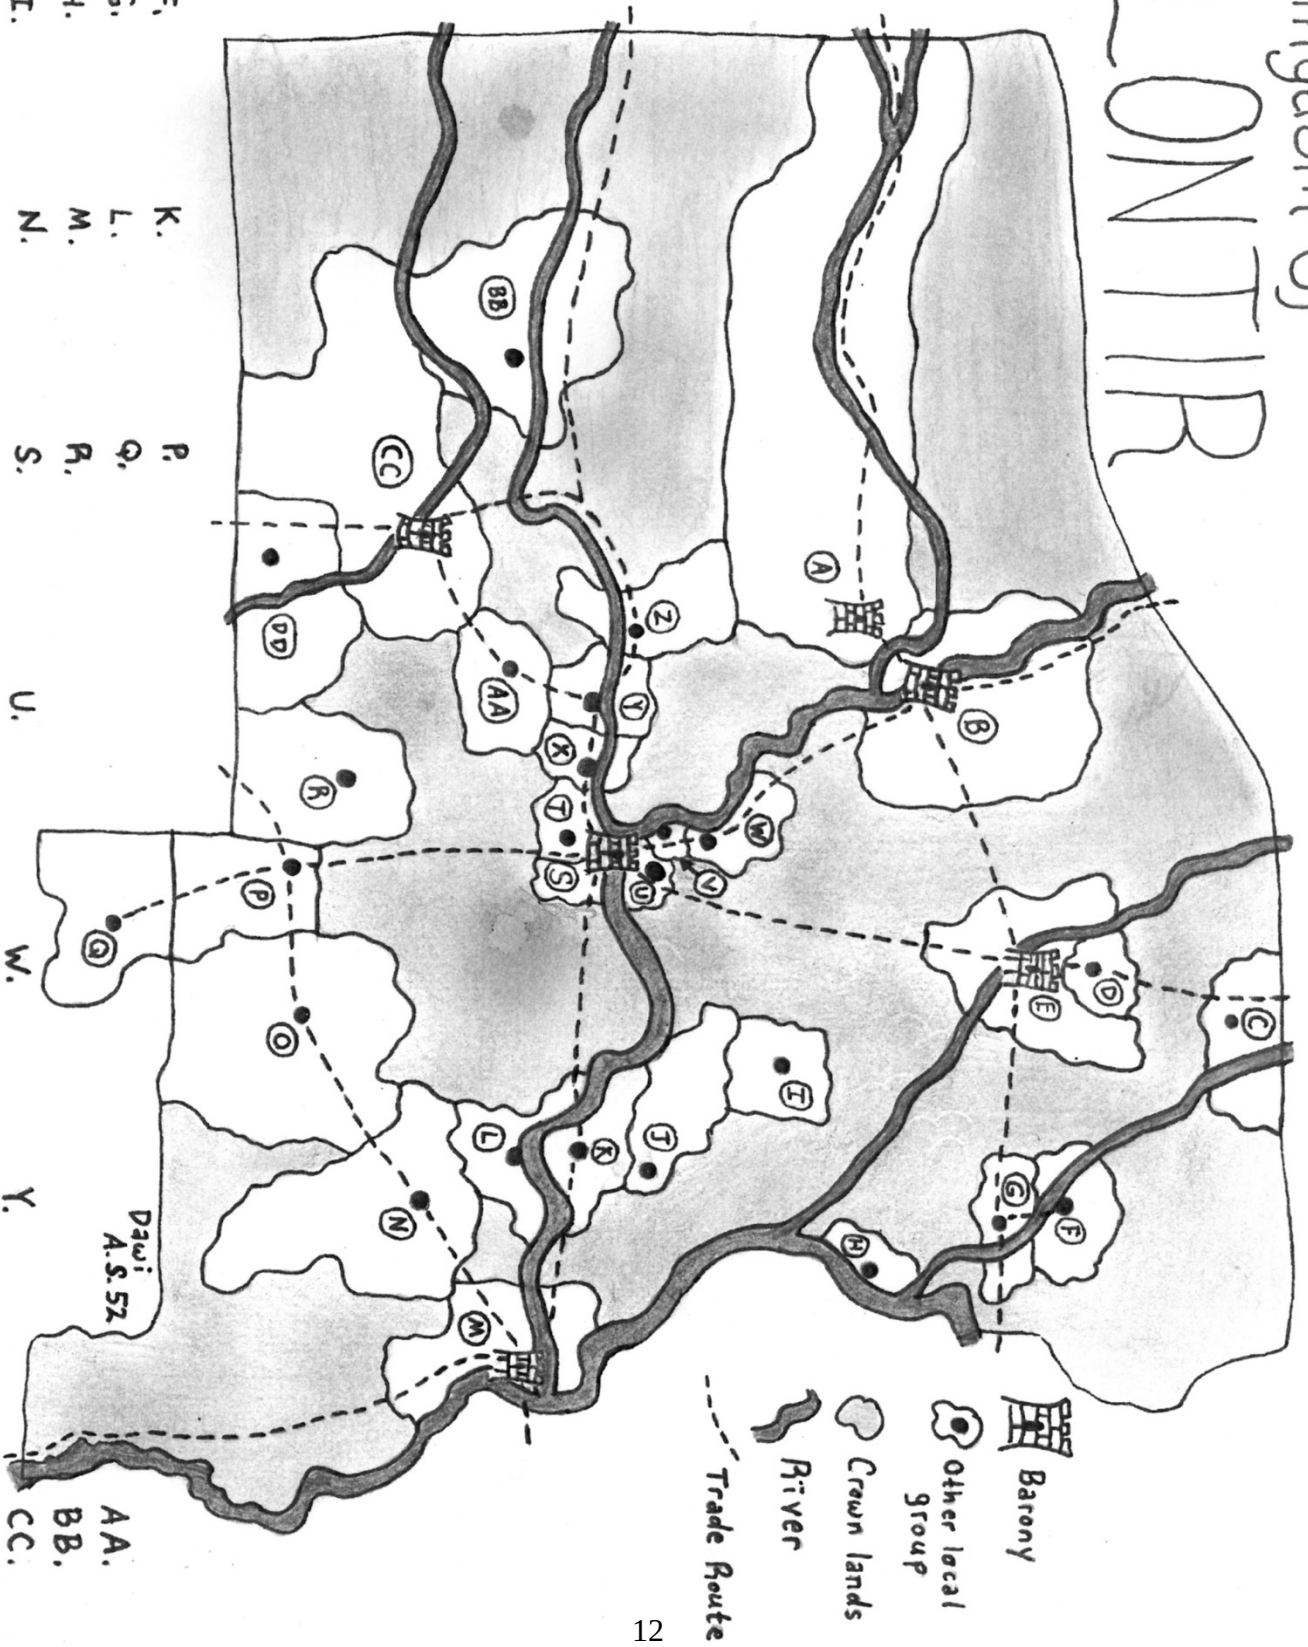 ngdom of
ONTIR
C
D
F
E
G
B
H
A
I
W
V
Z
J
U
Y
K
X
T
S
BB
AA
L
M
CC
N
R
O
DD
P
Q
Barony
Other local
group
Crown lands
River
Trade Route
Dawi
A.S. 52
F.
K.
P.
G.
L.
Q.
AA.
H.
M.
R.
BB.
I.
N.
S.
U.
W.
Y.
CC.
12